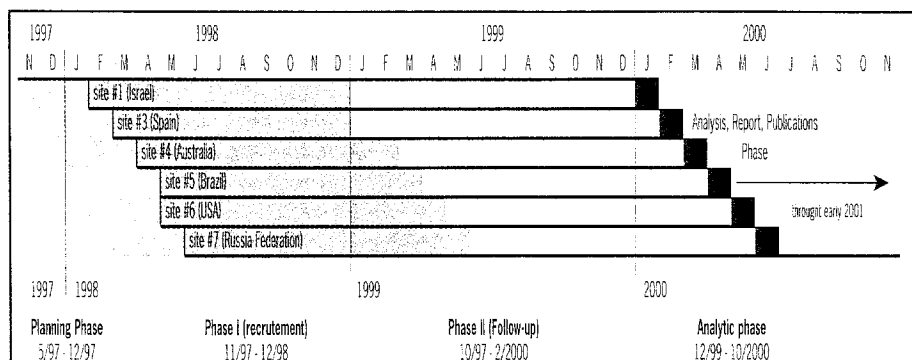 1997 1998 1999 2000
N D J F M A M J J A S O N D J F M A M J J A S O N D J F M A M J J A S O N
site #1 (Israel)
site #3 (Spain) Analysis, Report, Publications
site #4 (Australia) Phase
site #5 (Brazil)
site #6 (USA) throught early 2001
site #7 (Russia Federation)
1997 1998 1999 2000
Planning Phase Phase I (recrutement) Phase II (Follow-up) Analytic phase
5/97 - 12/97 11/97 - 12/98 10/97 - 2/2000 12/99 - 10/2000